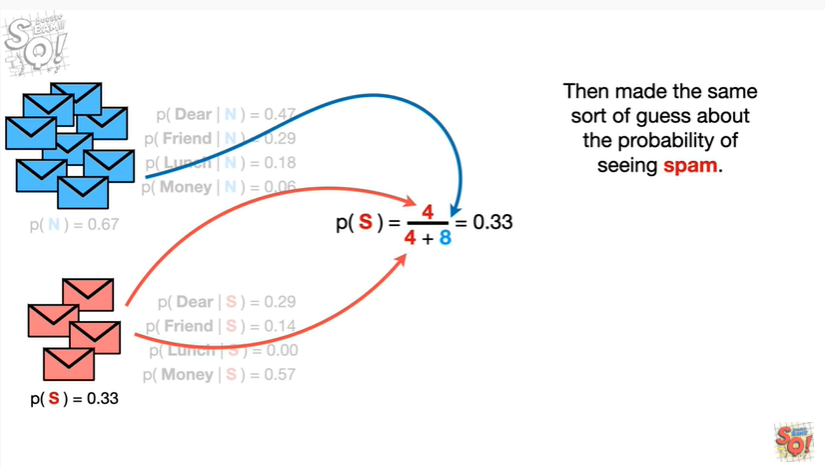 SQ!
p( Dear | N ) = 0.47
p( Friend | N ) = 0.29
p( Lunch | N ) = 0.18
p( Money | N ) = 0.06
p( N ) = 0.67
p( S ) = 4 / 4 + 8 = 0.33
Then made the same
sort of guess about
the probability of
seeing spam.
p( Dear | S ) = 0.29
p( Friend | S ) = 0.14
p( Lunch | S ) = 0.00
p( Money | S ) = 0.57
p( S ) = 0.33
SQ!